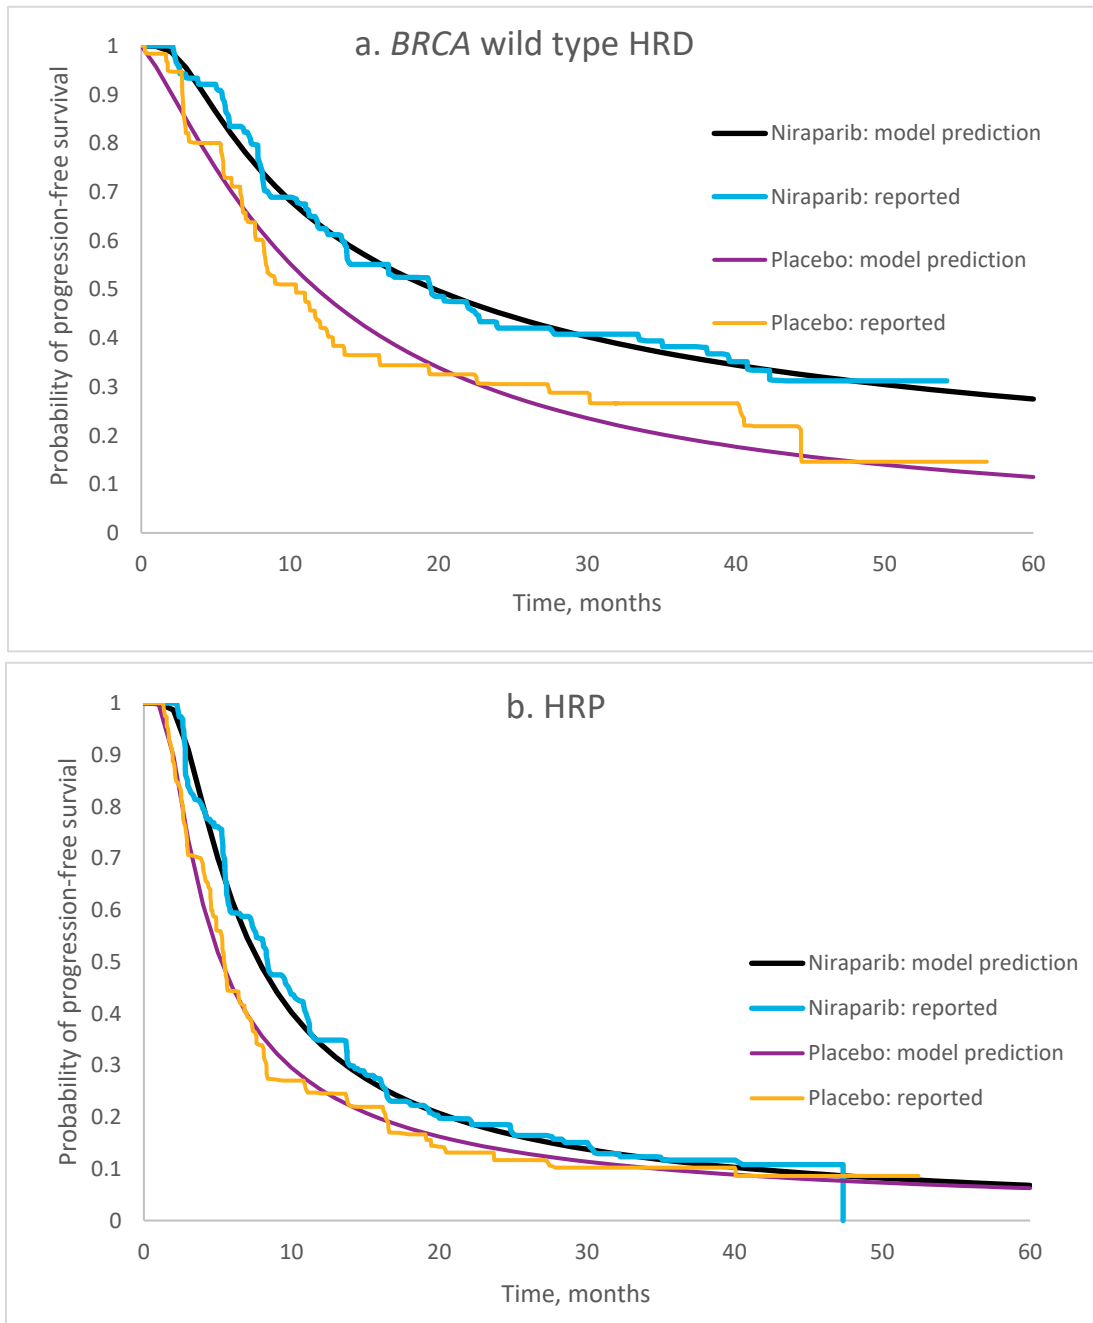 a. BRCA wild type HRD
Probability of progression-free survival
1
0.9
0.8
0.7
0.6
0.5
0.4
0.3
0.2
0.1
0
Niraparib: model prediction
Niraparib: reported
Placebo: model prediction
Placebo: reported
0 10 20 30 40 50 60
Time, months
b. HRP
Probability of progression-free survial
1
0.9
0.8
0.7
0.6
0.5
0.4
0.3
0.2
0.1
0
Niraparib: model prediction
Niraparib: reported
Placebo: model prediction
Placebo: reported
0 10 20 30 40 50 60
Time, months